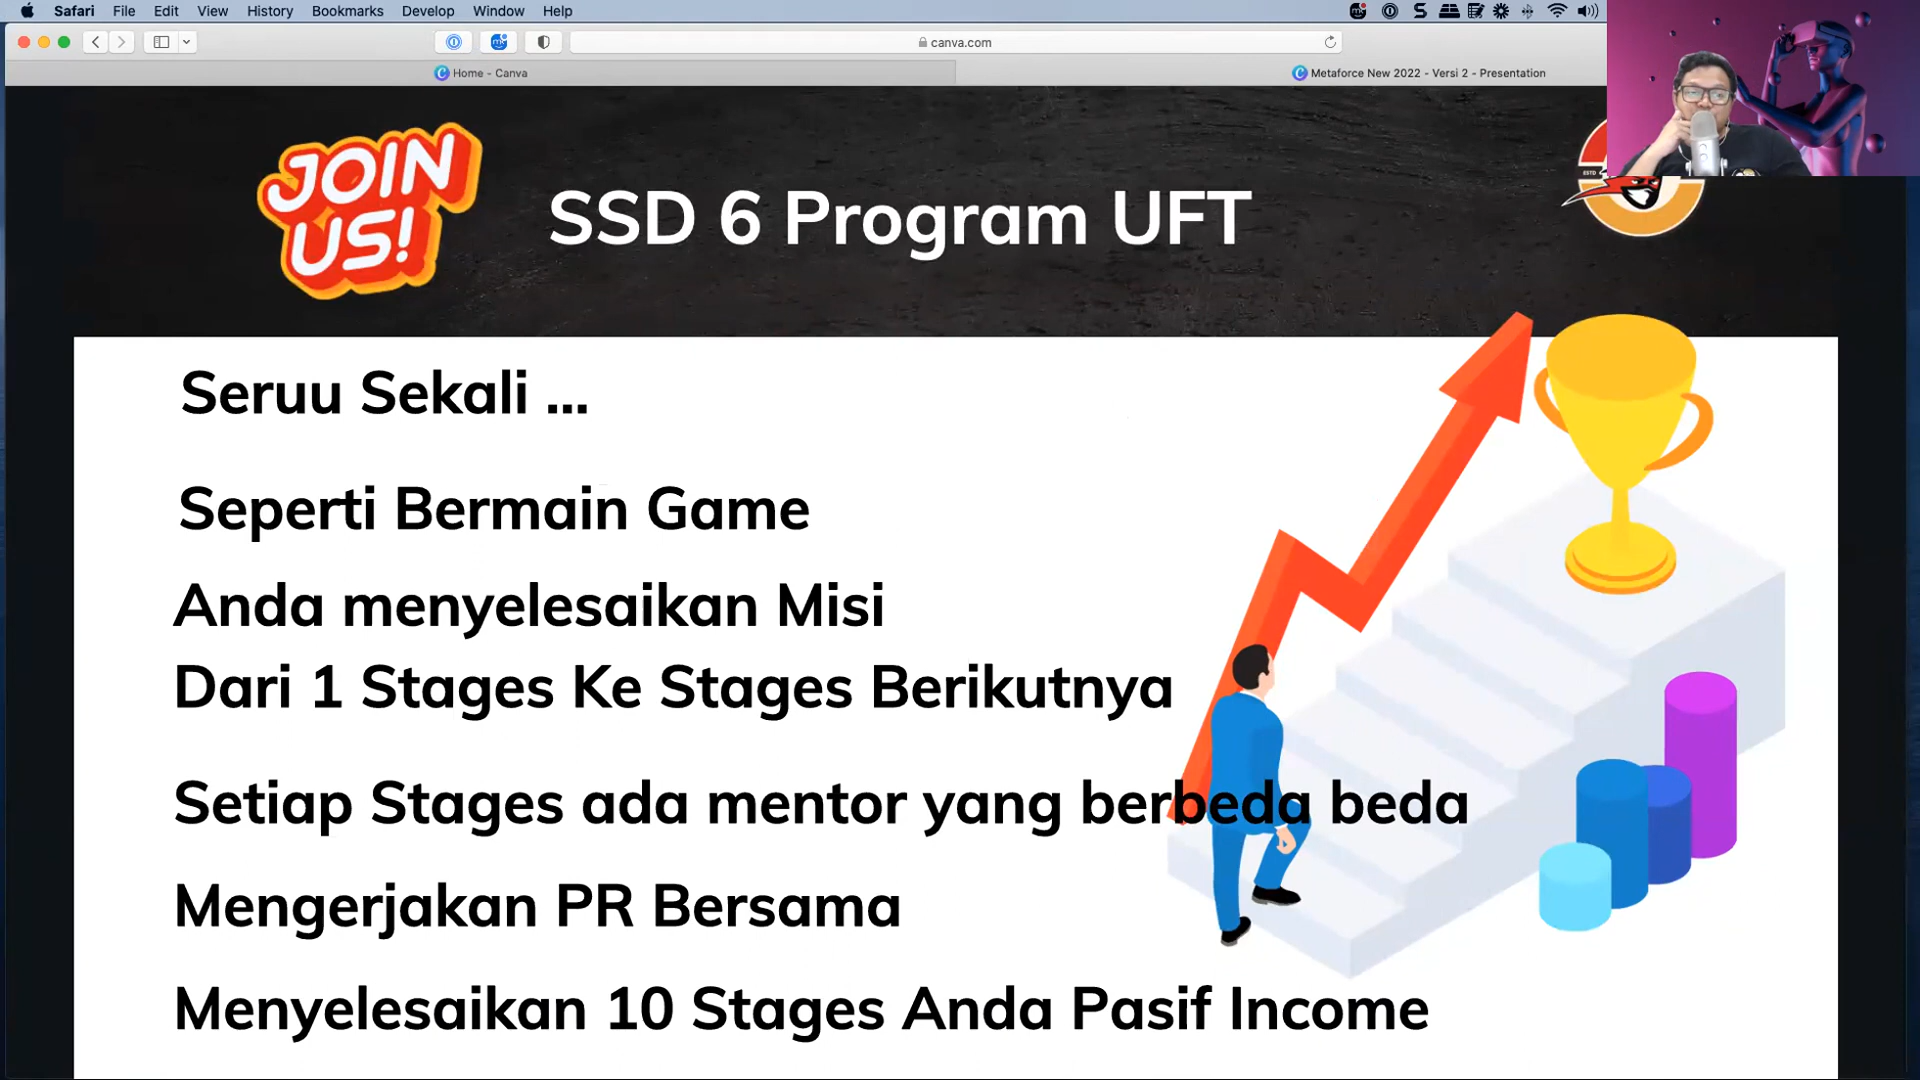 Safari File Edit View History Bookmarks Develop Window Help
canva.com
Home - Canva
Metaforce New 2022 - Versi 2 - Presentation
JOIN
US!
SSD 6 Program UFT
ESTD
Seruu Sekali ...
Seperti Bermain Game
Anda menyelesaikan Misi
Dari 1 Stages Ke Stages Berikutnya
Setiap Stages ada mentor yang berbeda beda
Mengerjakan PR Bersama
Menyelesaikan 10 Stages Anda Pasif Income